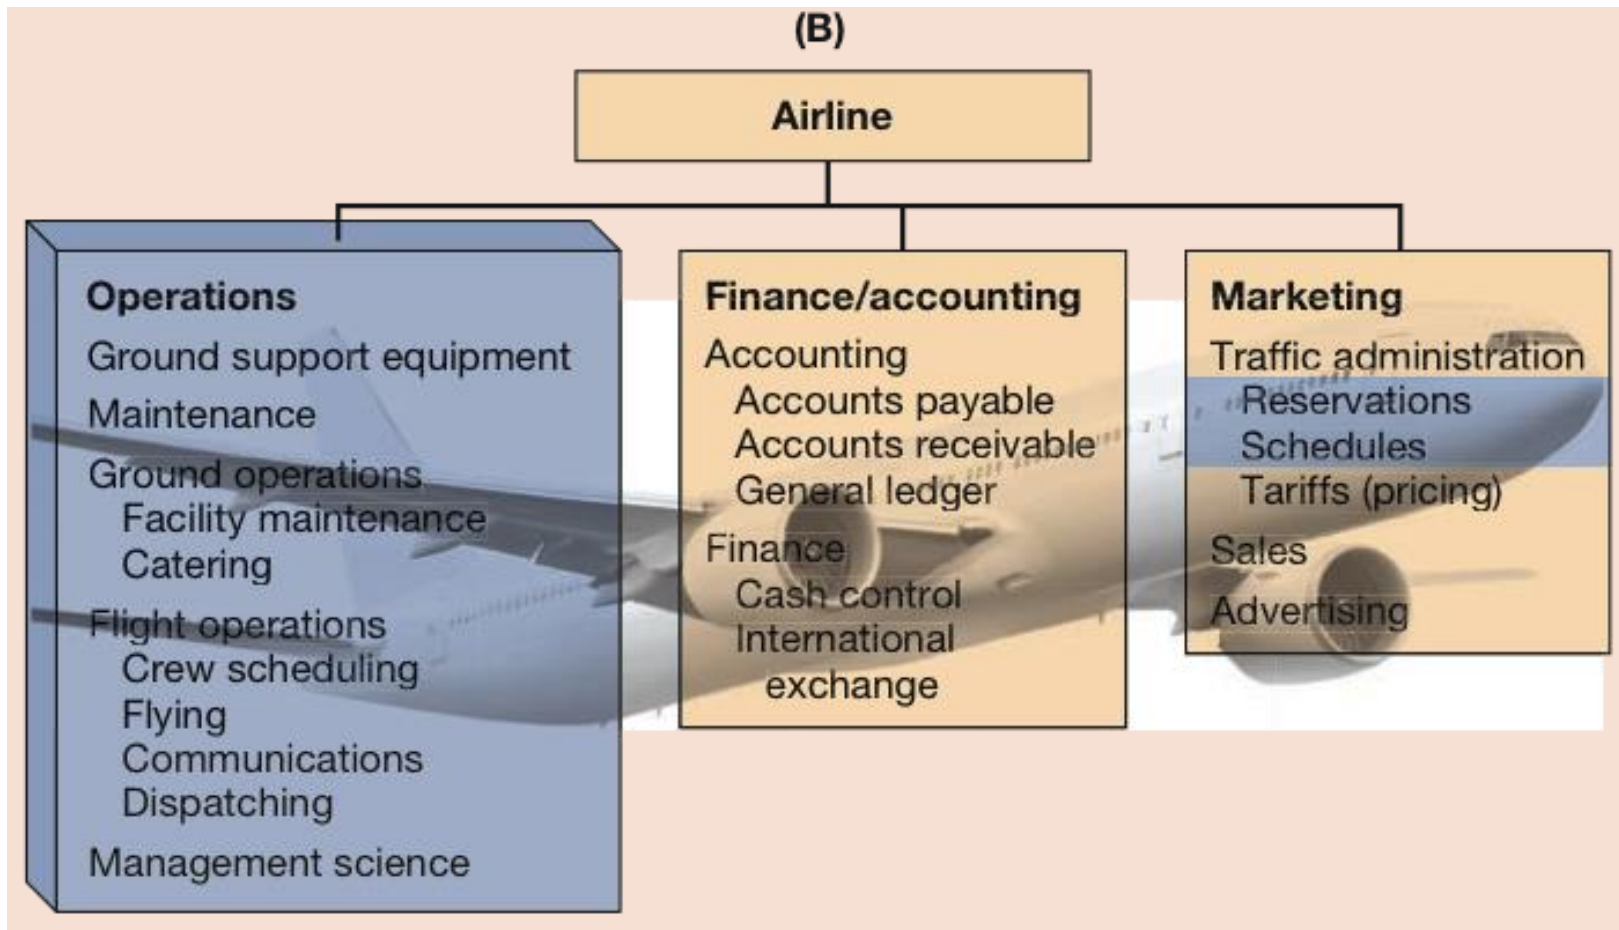 (B)
Airline
Operations
Ground support equipment
Maintenance
Ground operations
Facility maintenance
Catering
Flight operations
Crew scheduling
Flying
Communications
Dispatching
Management science
Finance/accounting
Accounting
Accounts payable
Accounts receivable
General ledger
Finance
Cash control
International
exchange
Marketing
Traffic administration
Reservations
Schedules
Tariffs (pricing)
Sales
Advertising